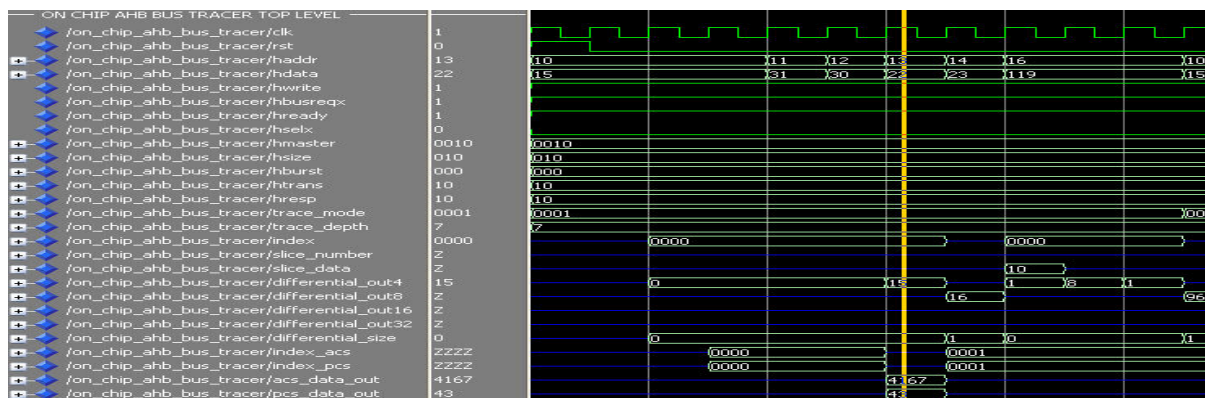 ON CHIP AHB BUS TRACER TOP LEVEL
/on_chip_ahb_bus_tracer/clk 1
/on_chip_ahb_bus_tracer/rst 0
/on_chip_ahb_bus_tracer/haddr 13 10 11 12 13 14 16 10
/on_chip_ahb_bus_tracer/hdata 22 15 31 30 22 23 119 15
/on_chip_ahb_bus_tracer/hwrite 1
/on_chip_ahb_bus_tracer/hbusreqx 1
/on_chip_ahb_bus_tracer/hready 1
/on_chip_ahb_bus_tracer/hselx 0
/on_chip_ahb_bus_tracer/hmaster 0010 0010
/on_chip_ahb_bus_tracer/hsize 010 010
/on_chip_ahb_bus_tracer/hburst 000 000
/on_chip_ahb_bus_tracer/htrans 10 10
/on_chip_ahb_bus_tracer/hresp 10 10
/on_chip_ahb_bus_tracer/trace_mode 0001 0001 00
/on_chip_ahb_bus_tracer/trace_depth 7 7
/on_chip_ahb_bus_tracer/index 0000 0000 0000
/on_chip_ahb_bus_tracer/slice_number Z
/on_chip_ahb_bus_tracer/slice_data Z 10
/on_chip_ahb_bus_tracer/differential_out4 15 0 15 1 8 1
/on_chip_ahb_bus_tracer/differential_out8 Z 16 96
/on_chip_ahb_bus_tracer/differential_out16 Z
/on_chip_ahb_bus_tracer/differential_out32 Z
/on_chip_ahb_bus_tracer/differential_size 0 0 1 0 1
/on_chip_ahb_bus_tracer/index_acs ZZZZ 0000 0001
/on_chip_ahb_bus_tracer/index_pcs ZZZZ 0000 0001
/on_chip_ahb_bus_tracer/acs_data_out 4167 4167
/on_chip_ahb_bus_tracer/pcs_data_out 43 43